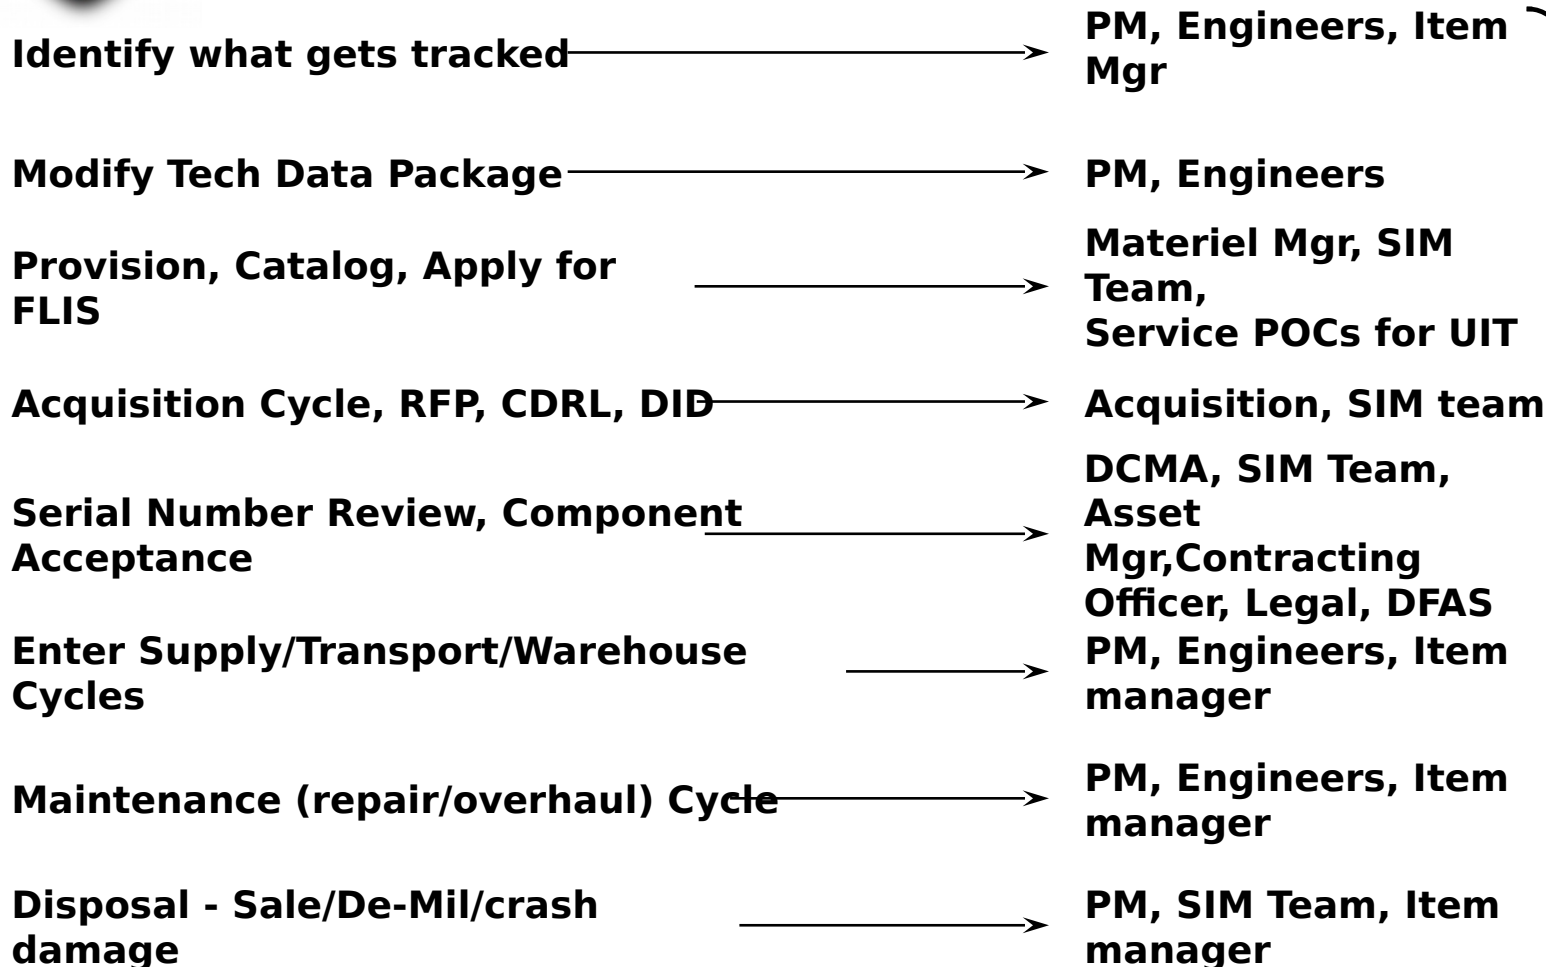 Identify what gets tracked
PM, Engineers, Item
Mgr
Modify Tech Data Package
PM, Engineers
Provision, Catalog, Apply for
FLIS
Materiel Mgr, SIM
Team,
Service POCs for UIT
Acquisition Cycle, RFP, CDRL, DID
Acquisition, SIM team
Serial Number Review, Component
Acceptance
DCMA, SIM Team,
Asset
Mgr,Contracting
Officer, Legal, DFAS
Enter Supply/Transport/Warehouse
Cycles
PM, Engineers, Item
manager
Maintenance (repair/overhaul) Cycle
PM, Engineers, Item
manager
Disposal - Sale/De-Mil/crash
damage
PM, SIM Team, Item
manager